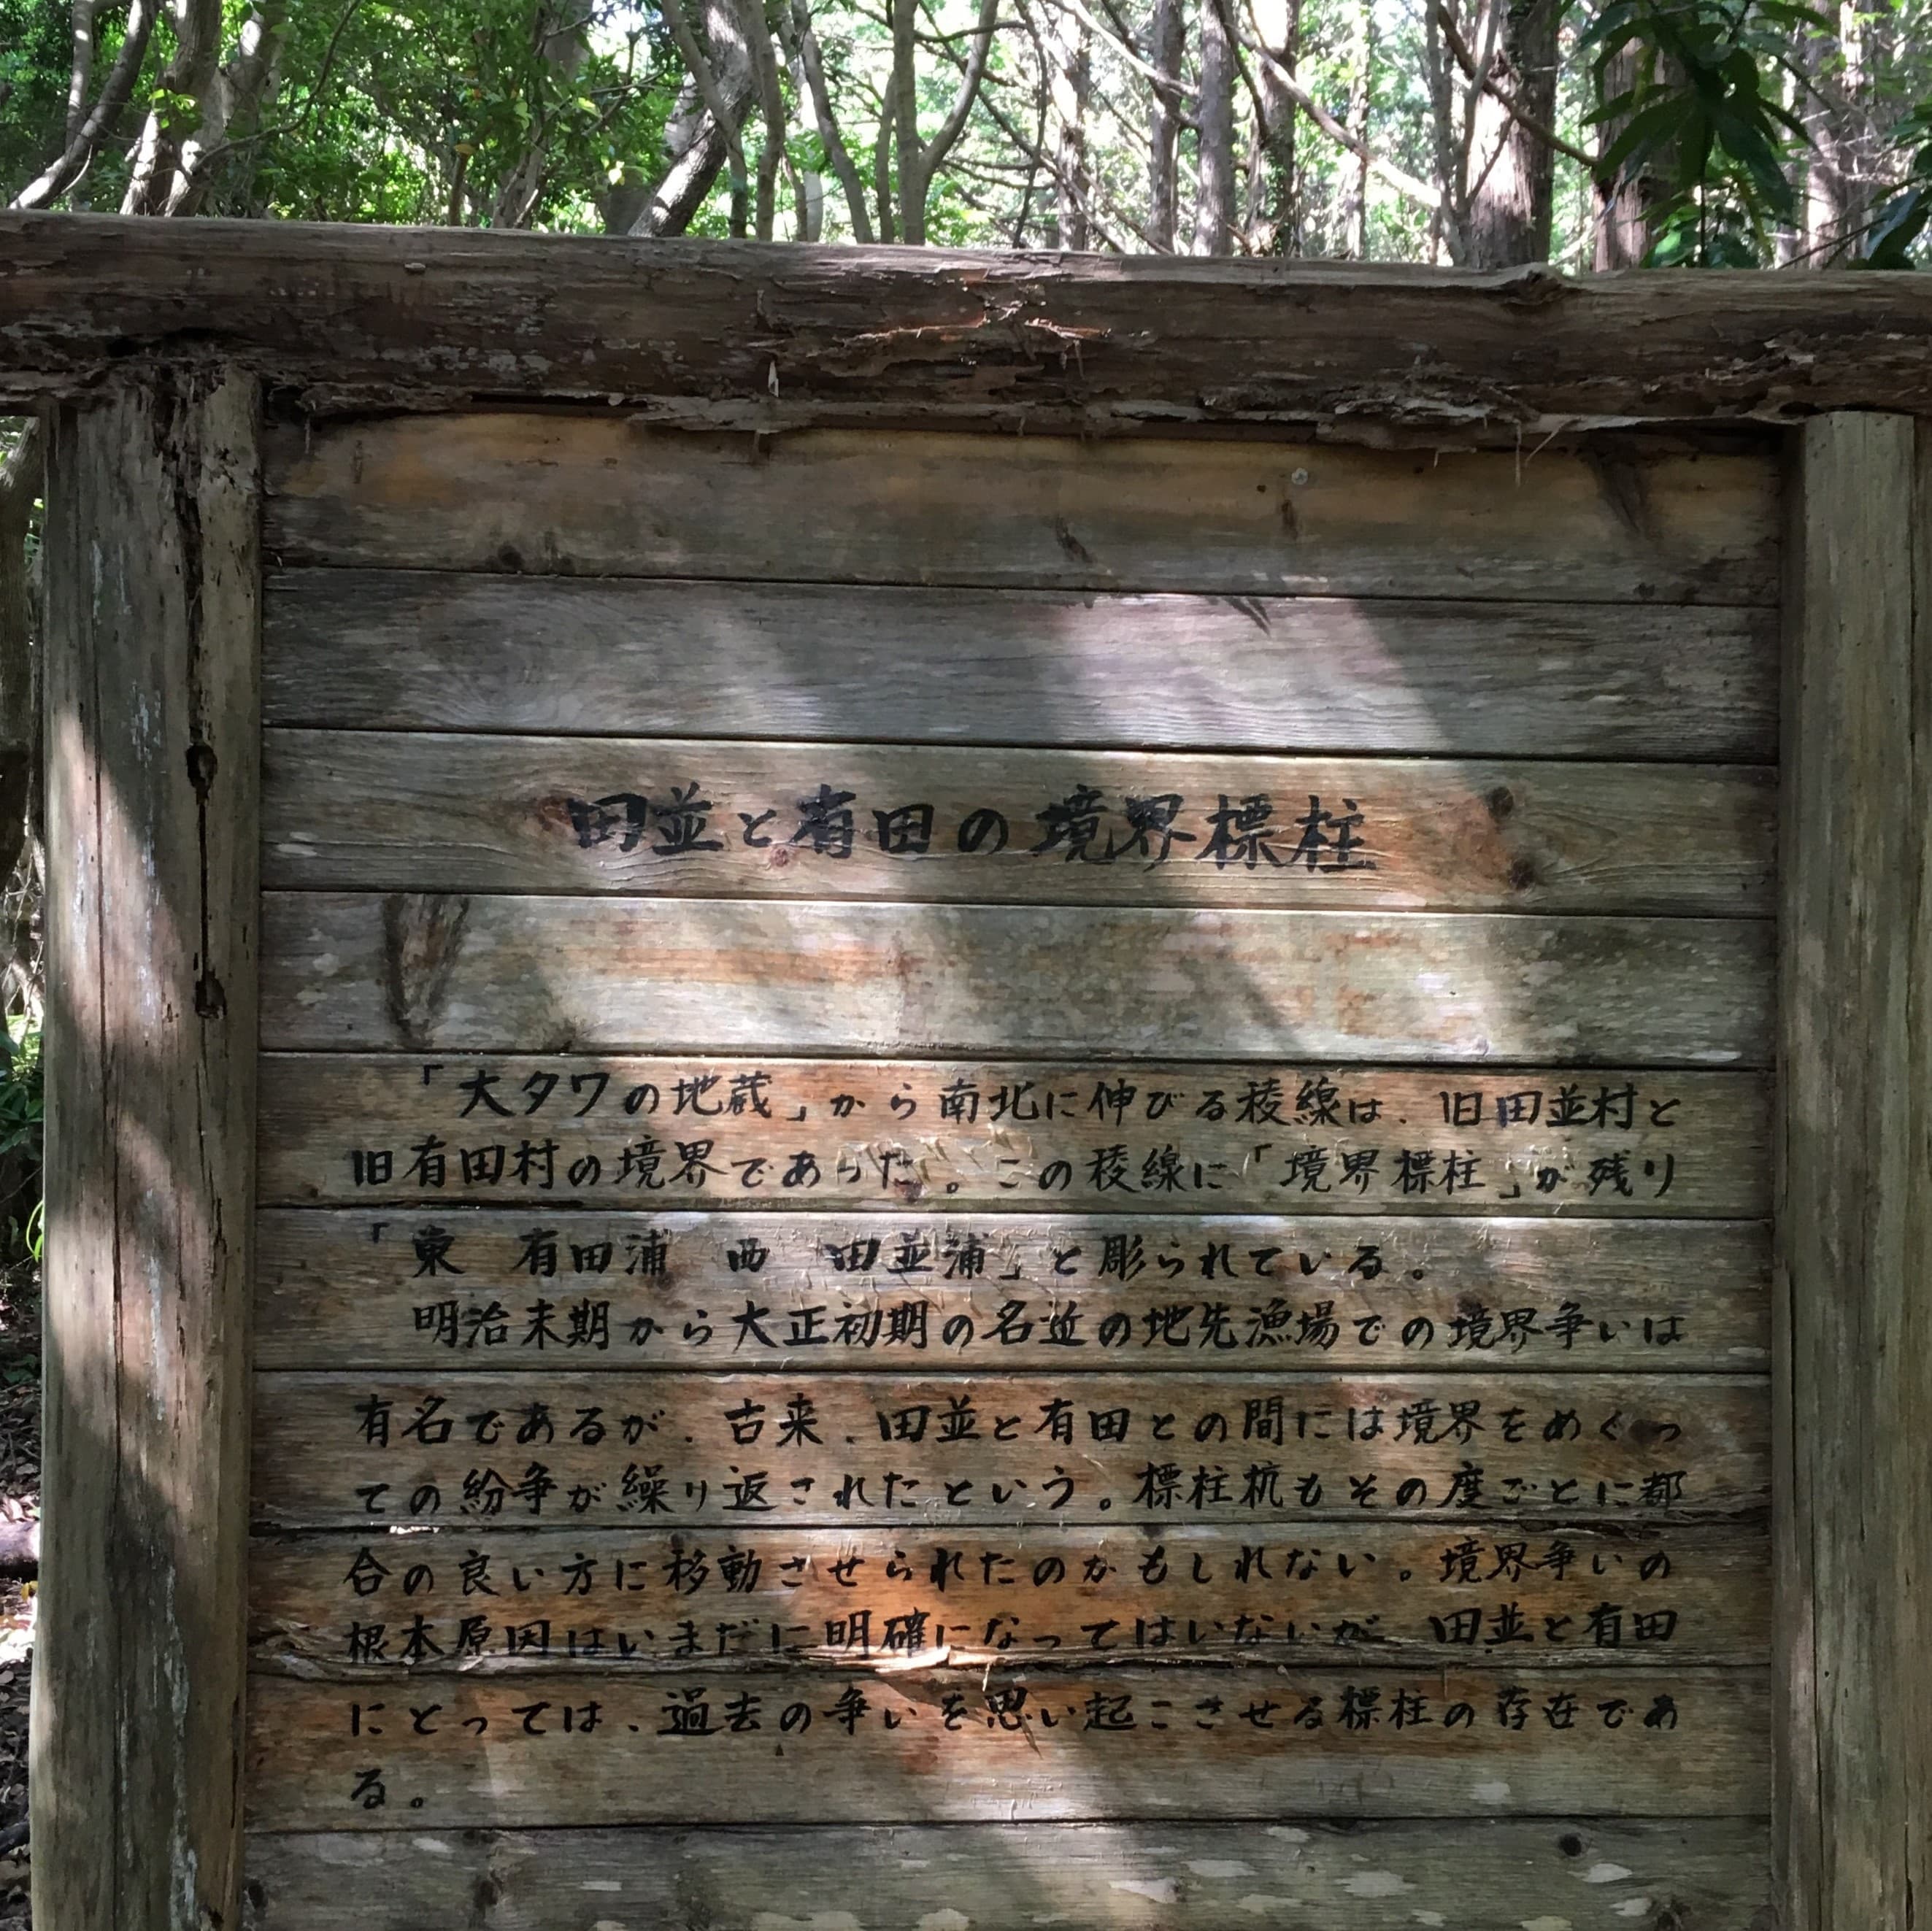 田並と有田の境界標柱
「大タワの地蔵」から南北に伸びる稜線は、旧田並村と
旧有田村の境界であった。この稜線に「境界標柱」が残り
「東　有田浦　西　田並浦」と彫られている。
明治末期から大正初期の名近の地先漁場での境界争いは
有名であるが、古来、田並と有田との間には境界をめぐっ
ての紛争が繰り返されたという。標柱杭もその度ごとに都
合の良い方に移動させられたのかもしれない。境界争いの
根本原因はいまだに明確になってはいないが、田並と有田
にとっては、過去の争いを思い起こさせる標柱の存在であ
る。